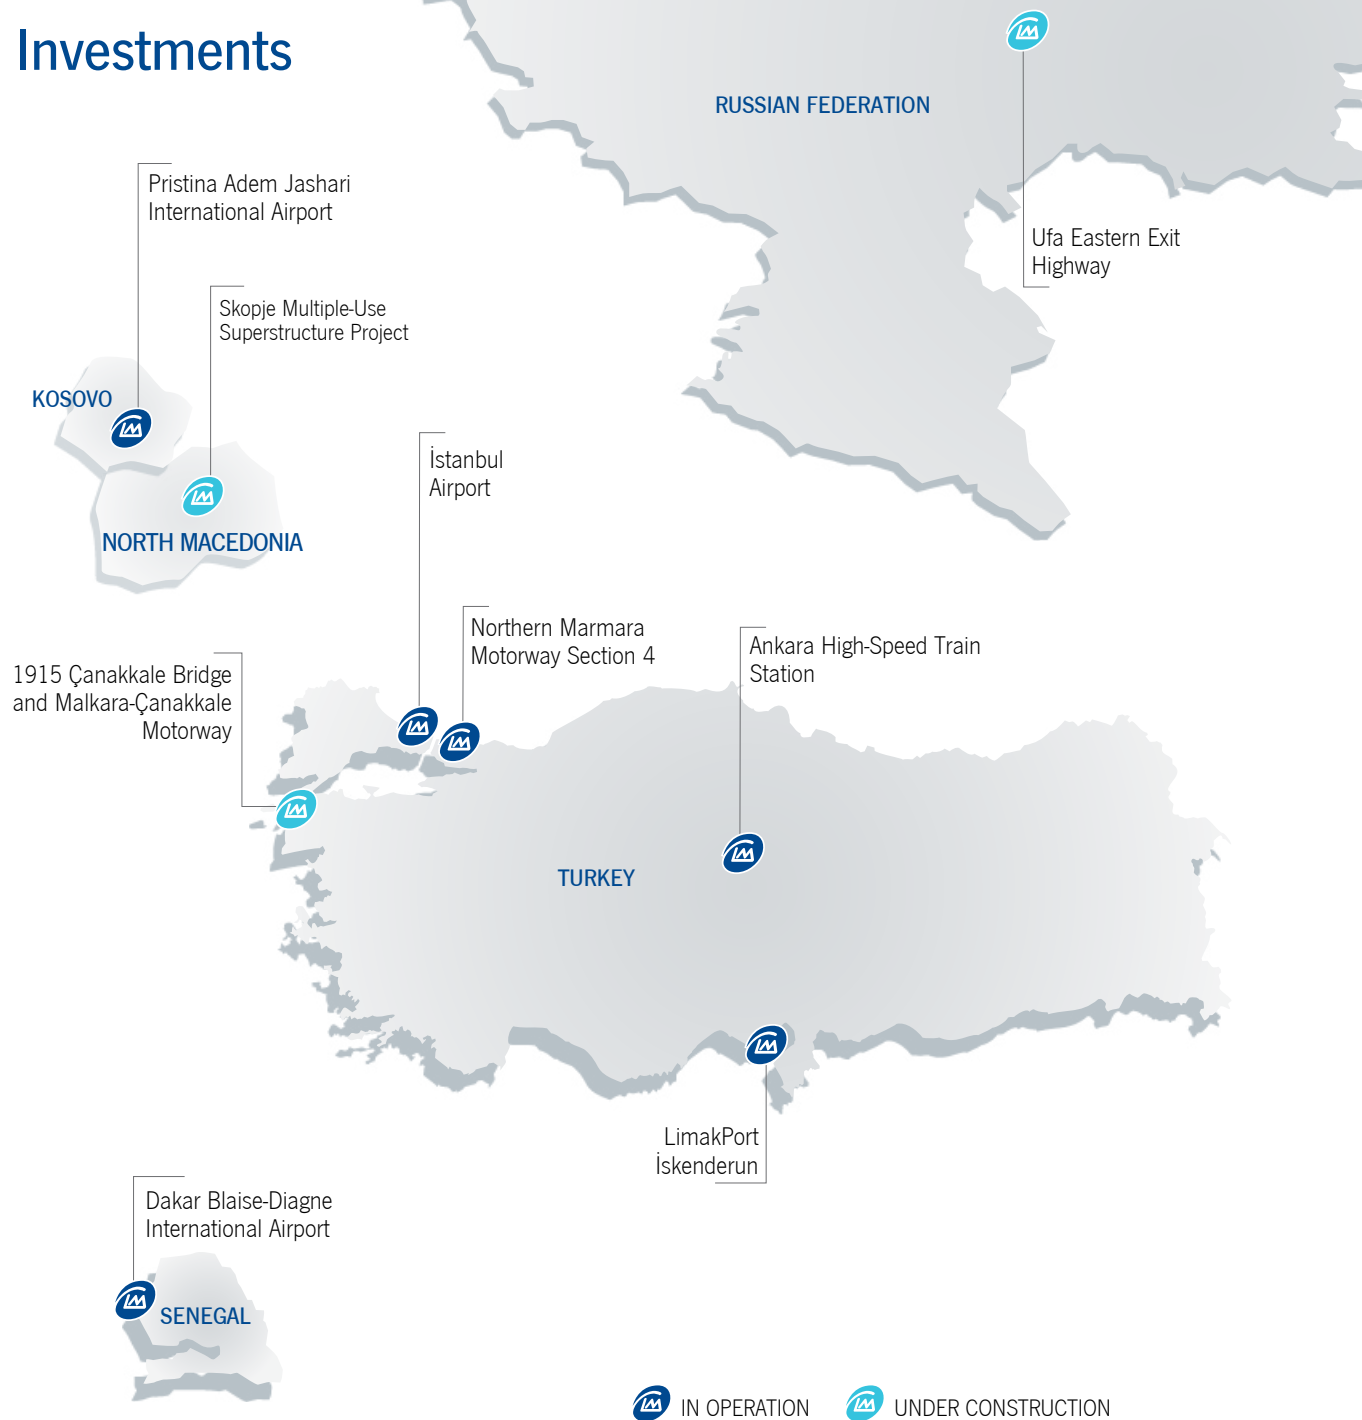 Investments
RUSSIAN FEDERATION
Pristina Adem Jashari
International Airport
Ufa Eastern Exit
Highway
Skopje Multiple-Use
Superstructure Project
KOSOVO
İstanbul
Airport
NORTH MACEDONIA
Northern Marmara
Motorway Section 4
Ankara High-Speed Train
Station
1915 Çanakkale Bridge
and Malkara-Çanakkale
Motorway
TURKEY
LimakPort
İskenderun
Dakar Blaise-Diagne
International Airport
SENEGAL
IN OPERATION
UNDER CONSTRUCTION